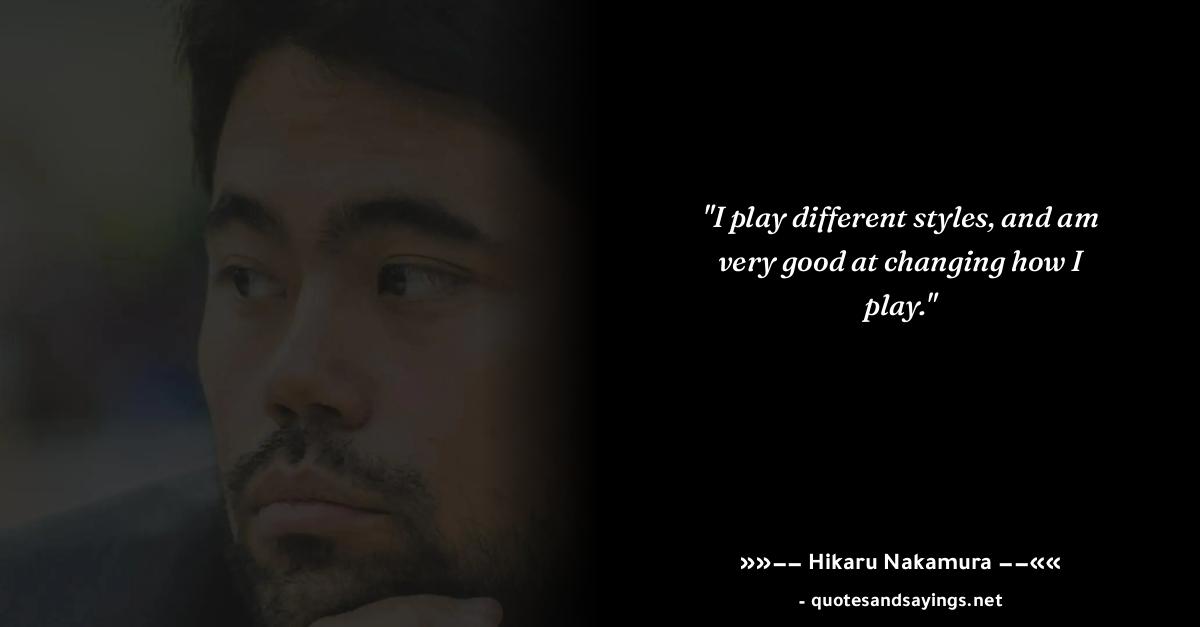 "I play different styles, and am
very good at changing how I
play."
»»–– Hikaru Nakamura ––««
- quotesandsayings.net